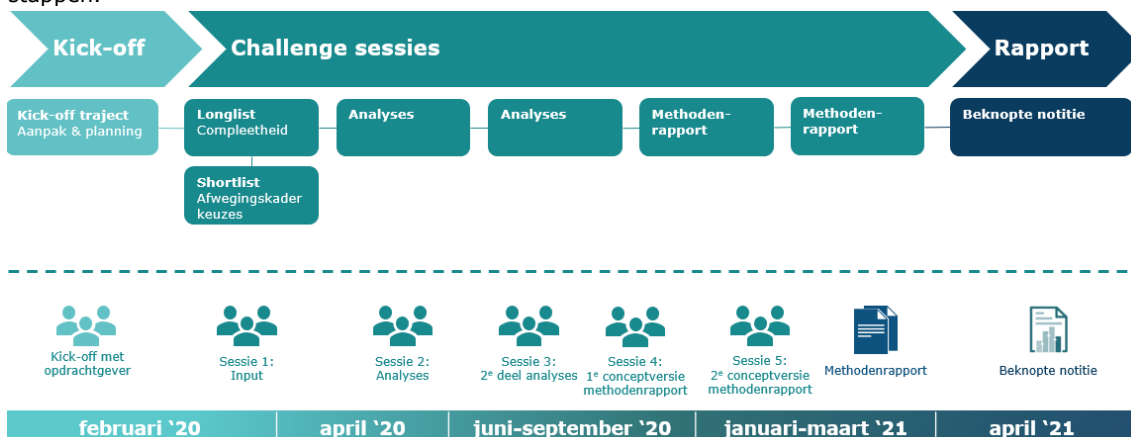 stappen:
Kick-off
Challenge sessies
Rapport
Kick-off traject
Aanpak & planning
Longlist
Compleetheid
Analyses
Analyses
Methoden-
rapport
Methoden-
rapport
Beknopte notitie
Shortlist
Afwegingskader
keuzes
Kick-off met
opdrachtgever
Sessie 1:
Input
Sessie 2:
Analyses
Sessie 3:
2e deel analyses
Sessie 4:
1e conceptversie
methodenrapport
Sessie 5:
2e conceptversie
methodenrapport
Methodenrapport
Beknopte notitie
februari ‘20
april ‘20
juni-september ‘20
januari-maart ‘21
april ‘21